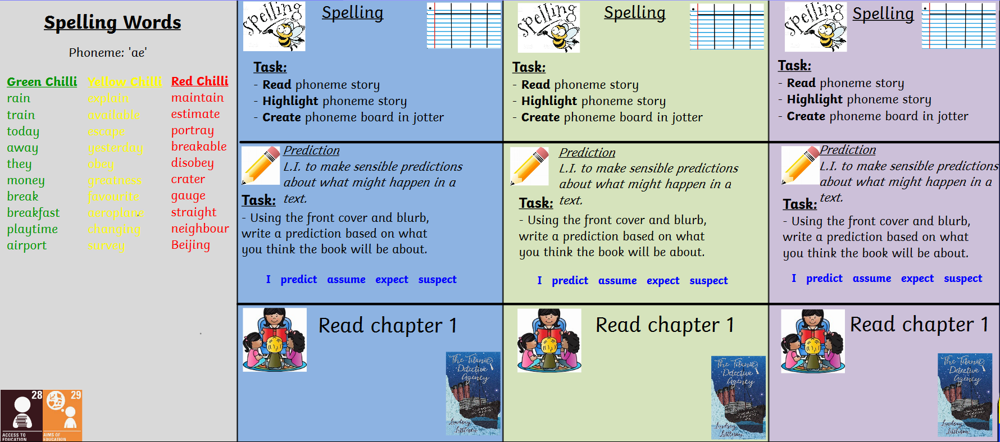 Spelling Words
Phoneme: 'ae'
Green Chilli
rain
train
today
away
they
money
break
breakfast
playtime
airport
Yellow Chilli
explain
available
escape
yesterday
obey
greatness
favourite
aeroplane
changing
survey
Red Chilli
maintain
estimate
portray
breakable
disobey
crater
gauge
straight
neighbour
Beijing
28
ACCESS TO
EDUCATION
29
AIMS OF
EDUCATION
spelling
Spelling
Task:
- Read phoneme story
- Highlight phoneme story
- Create phoneme board in jotter
Prediction
L.I. to make sensible predictions
about what might happen in a
text.
Task:
- Using the front cover and blurb,
write a prediction based on what
you think the book will be about.
I predict assume expect suspect
Read chapter 1
The Titanic
Detective
Agency
Lindsay
Littleson
spelling
Spelling
Task:
- Read phoneme story
- Highlight phoneme story
- Create phoneme board in jotter
Prediction
L.I. to make sensible predictions
about what might happen in a
text.
Task:
- Using the front cover and blurb,
write a prediction based on what
you think the book will be about.
I predict assume expect suspect
Read chapter 1
The Titanic
Detective
Agency
Lindsay
Littleson
spelling
Spelling
Task:
- Read phoneme story
- Highlight phoneme story
- Create phoneme board in jotter
Prediction
L.I. to make sensible predictions
about what might happen in a
text.
Task:
- Using the front cover and blurb,
write a prediction based on what
you think the book will be about.
I predict assume expect suspect
Read chapter 1
The Titanic
Detective
Agency
Lindsay
Littleson